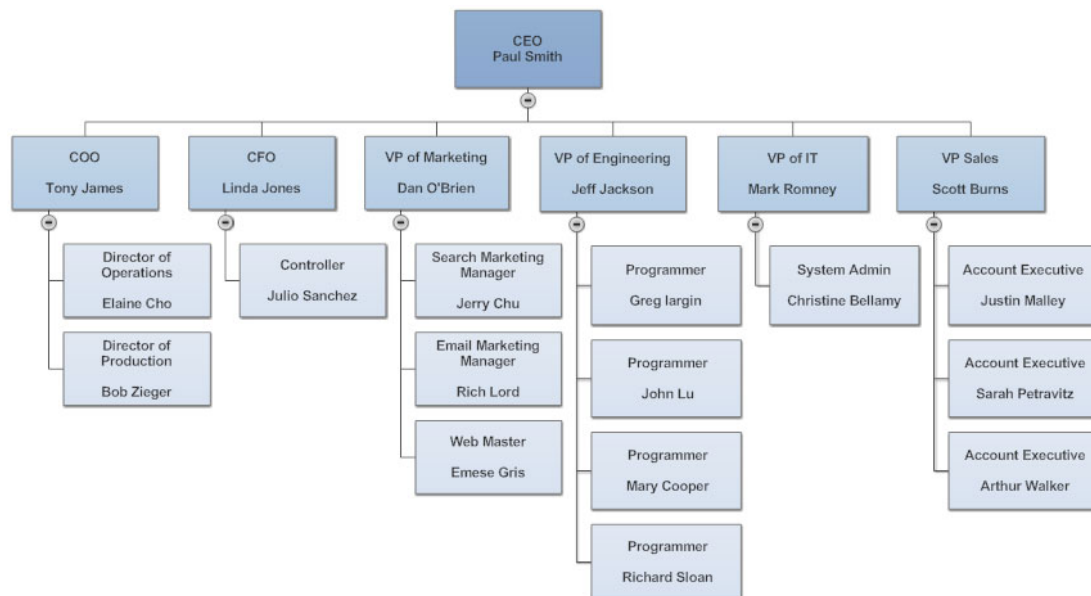 CEO
Paul Smith
COO
Tony James
CFO
Linda Jones
VP of Marketing
Dan O'Brien
VP of Engineering
Jeff Jackson
VP of IT
Mark Romney
VP Sales
Scott Burns
Director of
Operations
Elaine Cho
Director of
Production
Bob Zieger
Controller
Julio Sanchez
Search Marketing
Manager
Jerry Chu
Email Marketing
Manager
Rich Lord
Web Master
Emese Gris
Programmer
Greg Iargin
Programmer
John Lu
Programmer
Mary Cooper
Programmer
Richard Sloan
System Admin
Christine Bellamy
Account Executive
Justin Malley
Account Executive
Sarah Petravitz
Account Executive
Arthur Walker